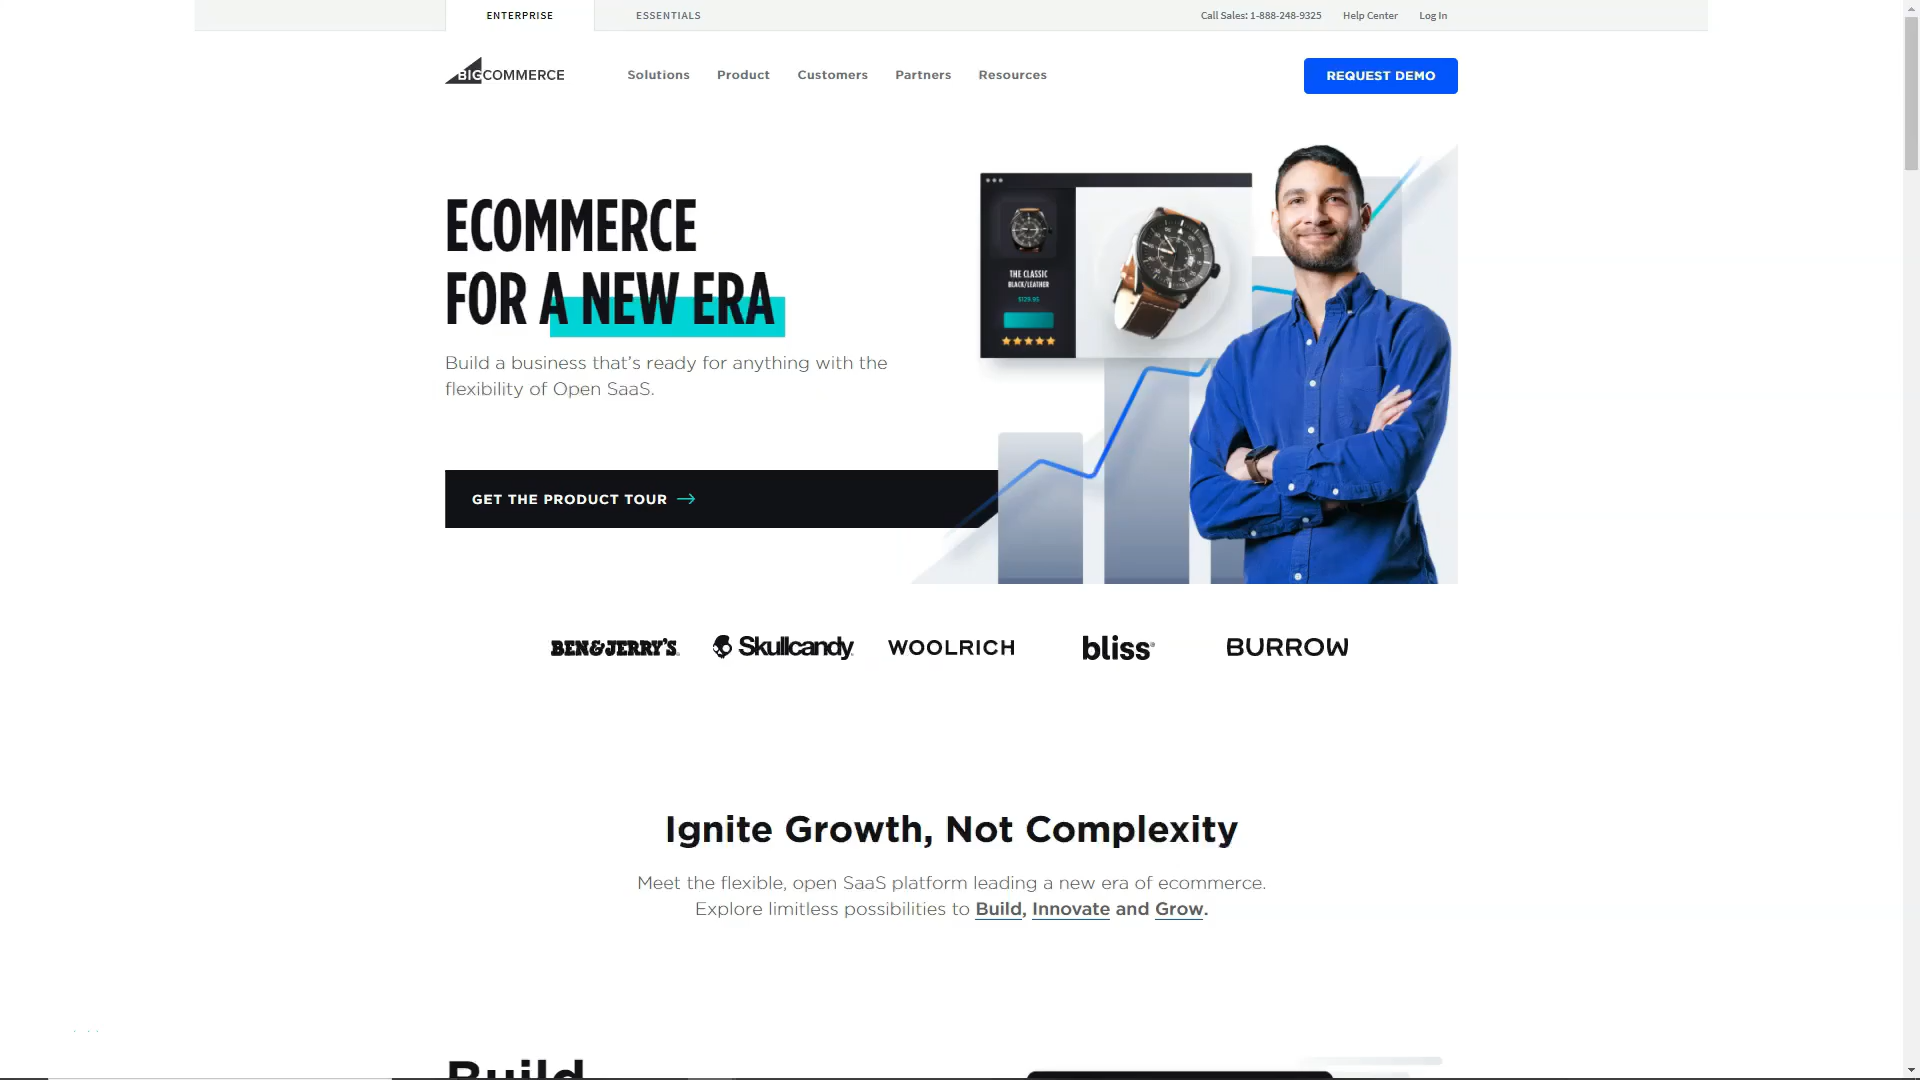 ENTERPRISE
ESSENTIALS
Call Sales: 1-888-248-9325
Help Center
Log In
BIGCOMMERCE
Solutions
Product
Customers
Partners
Resources
REQUEST DEMO
ECOMMERCE
FOR A NEW ERA
Build a business that's ready for anything with the
flexibility of Open SaaS.
GET THE PRODUCT TOUR →
THE CLASSIC
BLACK/LEATHER
$129.95
BEN & JERRY'S
Skullcandy
WOOLRICH
bliss®
BURROW
Ignite Growth, Not Complexity
Meet the flexible, open SaaS platform leading a new era of ecommerce.
Explore limitless possibilities to Build, Innovate and Grow.
Build